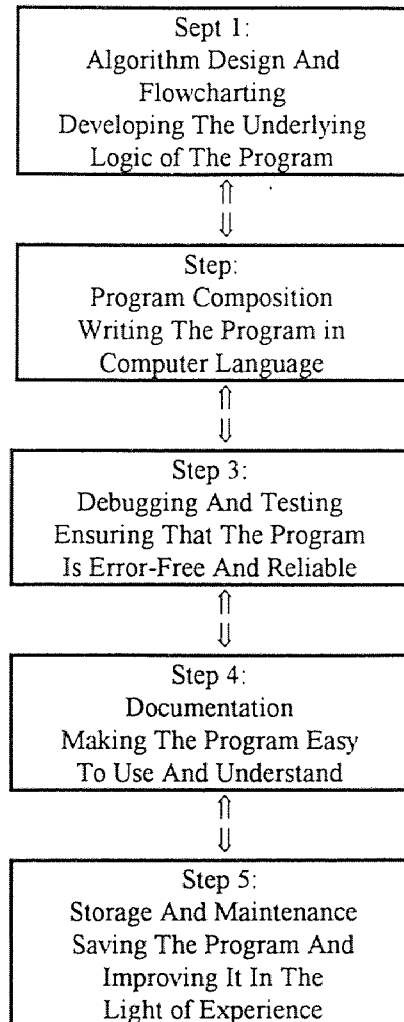 Sept 1:
Algorithm Design And
Flowcharting
Developing The Underlying
Logic of The Program
⇑
⇓
Step:
Program Composition
Writing The Program in
Computer Language
⇑
⇓
Step 3:
Debugging And Testing
Ensuring That The Program
Is Error-Free And Reliable
⇑
⇓
Step 4:
Documentation
Making The Program Easy
To Use And Understand
⇑
⇓
Step 5:
Storage And Maintenance
Saving The Program And
Improving It In The
Light of Experience